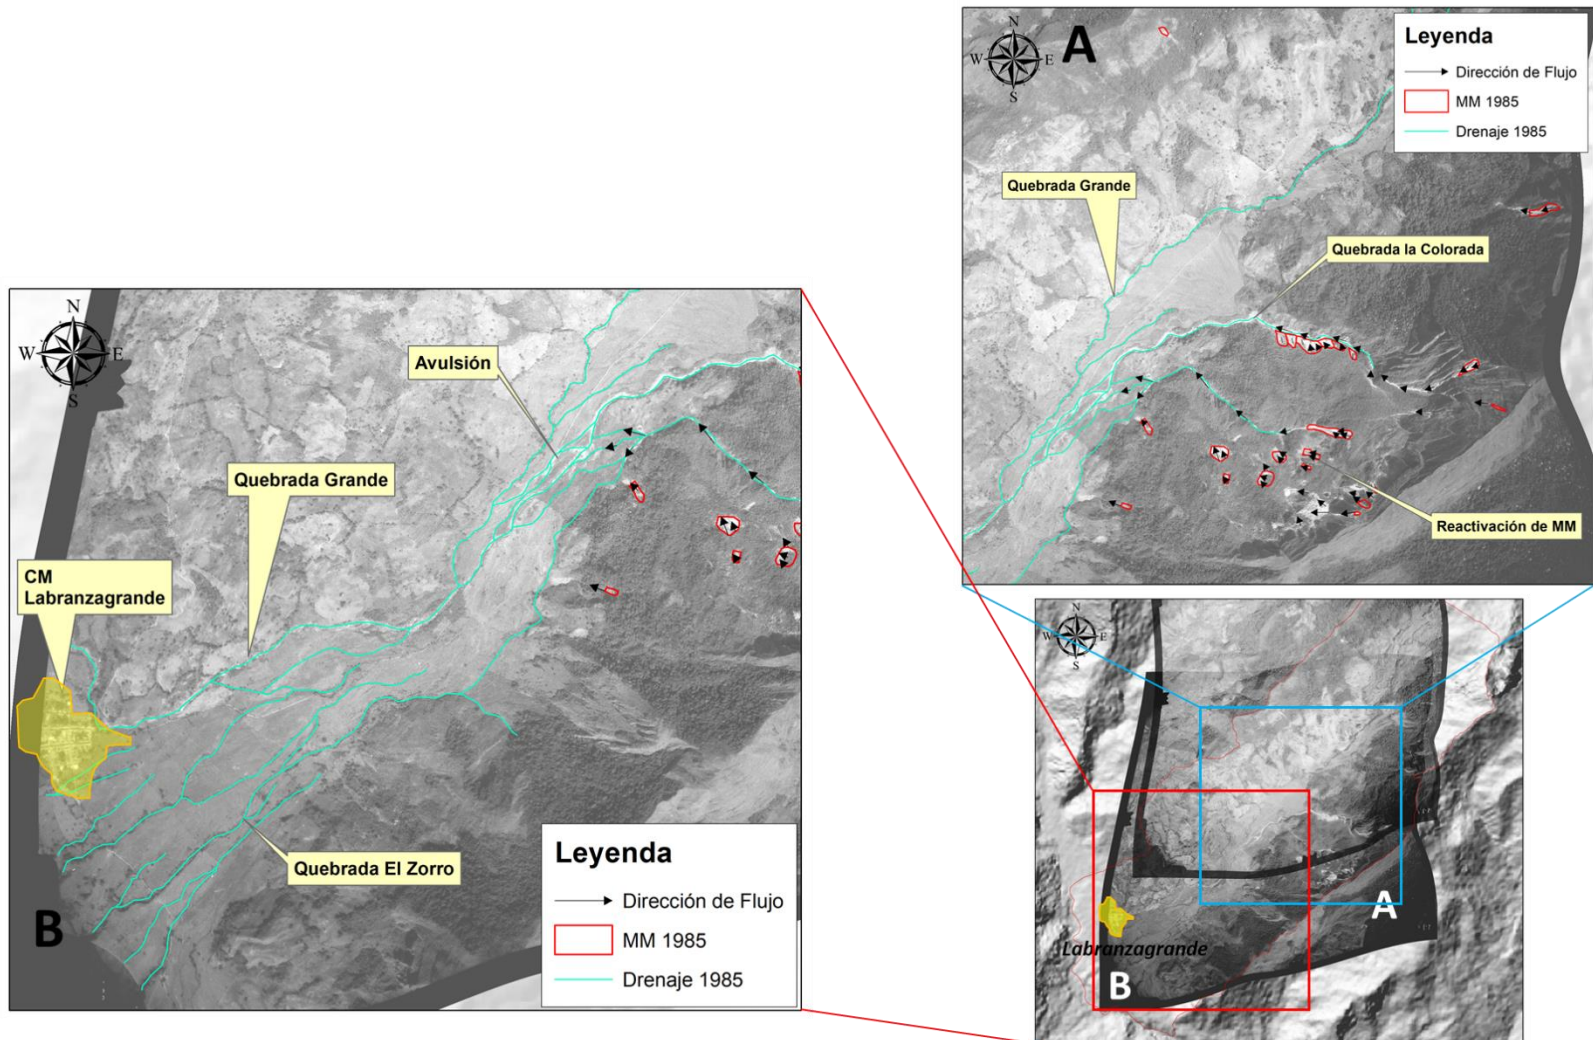 N
W
E
S
A
Leyenda
Dirección de Flujo
MM 1985
Drenaje 1985
Quebrada Grande
Quebrada la Colorada
Reactivación de MM
N
W
E
S
Avulsión
Quebrada Grande
CM
Labranzagrande
Quebrada El Zorro
B
Leyenda
Dirección de Flujo
MM 1985
Drenaje 1985
N
W
E
S
A
Labranzagrande
B